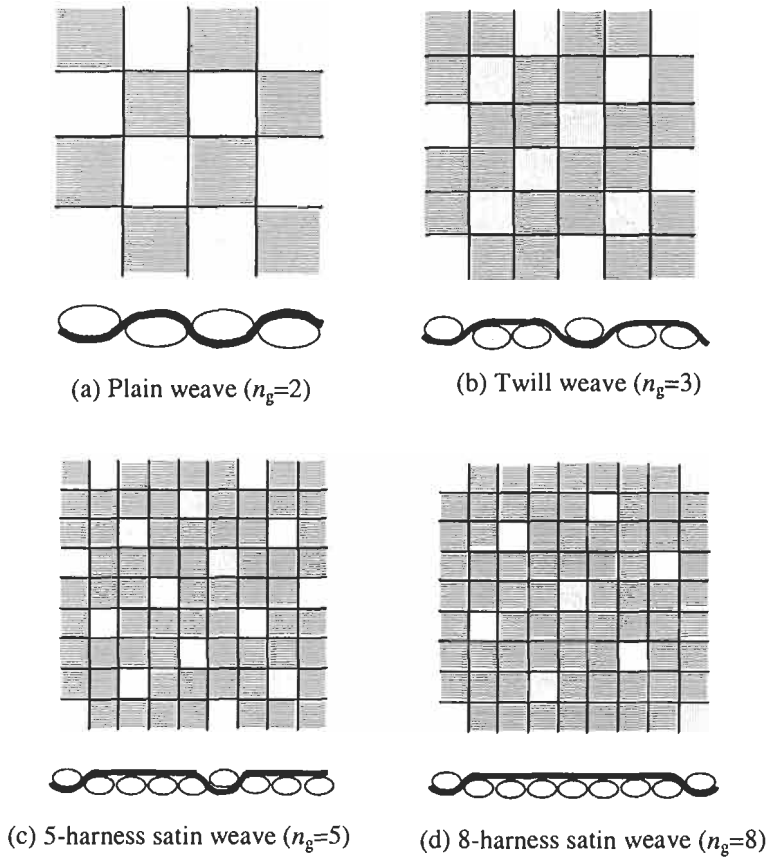 (a) Plain weave (ng=2)
(b) Twill weave (ng=3)
(c) 5-harness satin weave (ng=5)
(d) 8-harness satin weave (ng=8)